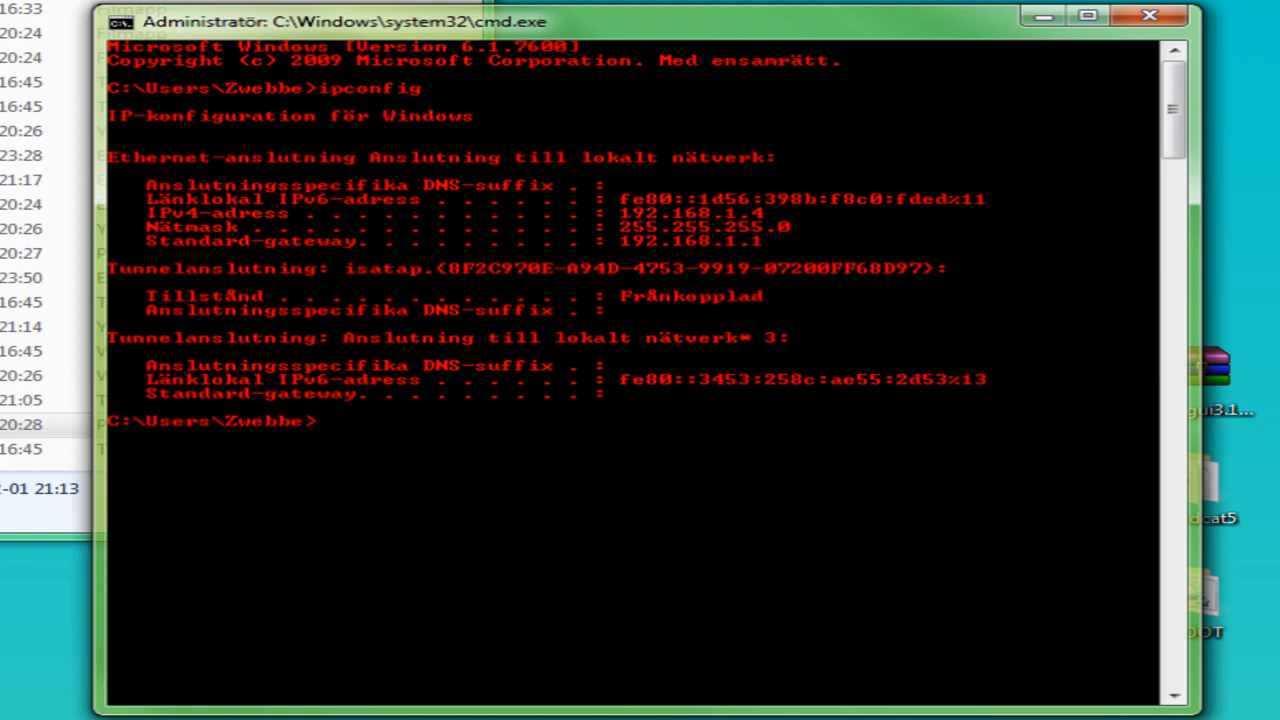 16:33
Filmapp
20:24
20:24
16:45
16:45
20:26
23:28
21:17
20:24
20:26
20:27
23:50
16:45
21:14
16:45
20:26
21:05
20:28
16:45
-01 21:13
Administratör: C:\Windows\system32\cmd.exe
Microsoft Windows [Version 6.1.7600]
Copyright (c) 2009 Microsoft Corporation. Med ensamrätt.
C:\Users\Zwebbe>ipconfig
IP-konfiguration för Windows
Ethernet-anslutning Anslutning till lokalt nätverk:
Anslutningsspecifika DNS-suffix . :
Länklokal IPv6-adress . . . . . . : fe80::1d56:398b:f8c0:fded%11
IPv4-adress . . . . . . . . . . . : 192.168.1.4
Nätmask . . . . . . . . . . . . . : 255.255.255.0
Standard-gateway. . . . . . . . . : 192.168.1.1
Tunnelanslutning: isatap.{8F2C970E-A94D-4753-9919-07200FF68D97}:
Tillstånd . . . . . . . . . . . . : Frånkopplad
Anslutningsspecifika DNS-suffix . :
Tunnelanslutning: Anslutning till lokalt nätverk* 3:
Anslutningsspecifika DNS-suffix . :
Länklokal IPv6-adress . . . . . . : fe80::3453:258c:ae55:2d53%13
Standard-gateway. . . . . . . . . :
C:\Users\Zwebbe>
gui3.1...
dcat5
OOT